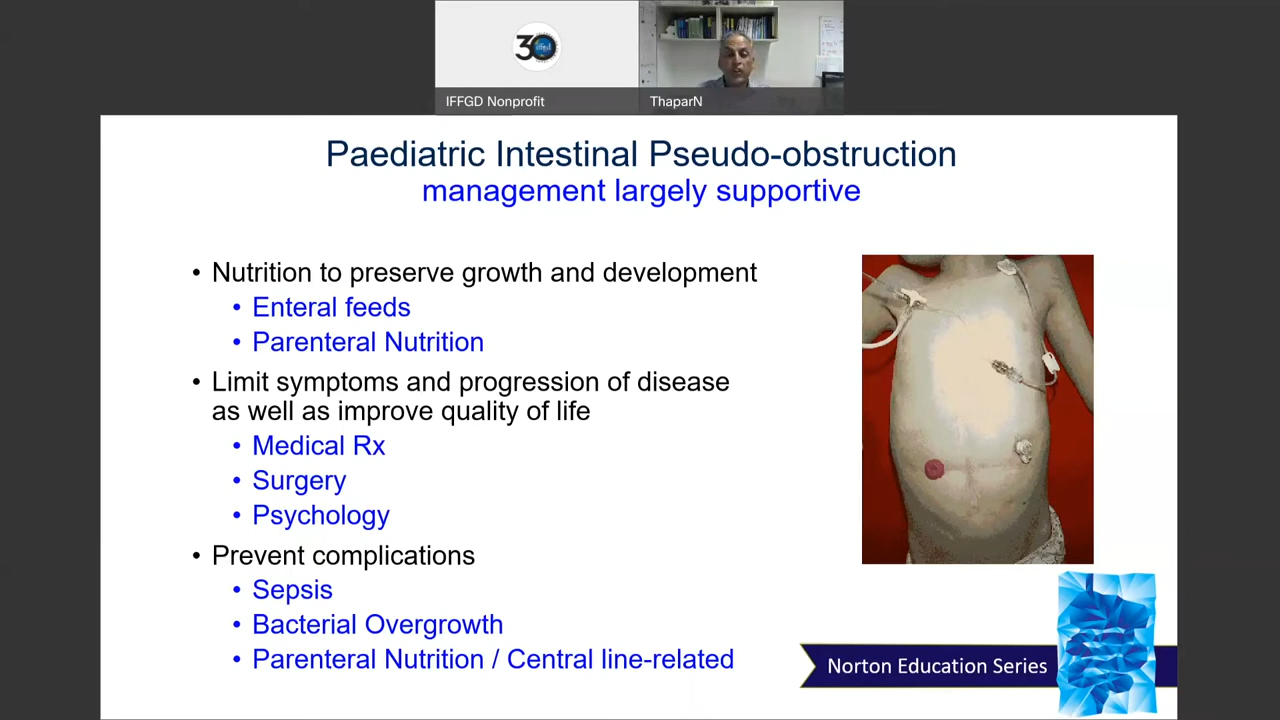 30
iffgd
IFFGD Nonprofit
ThaparN
Paediatric Intestinal Pseudo-obstruction
management largely supportive
• Nutrition to preserve growth and development
• Enteral feeds
• Parenteral Nutrition
• Limit symptoms and progression of disease
as well as improve quality of life
• Medical Rx
• Surgery
• Psychology
• Prevent complications
• Sepsis
• Bacterial Overgrowth
• Parenteral Nutrition / Central line-related
Norton Education Series